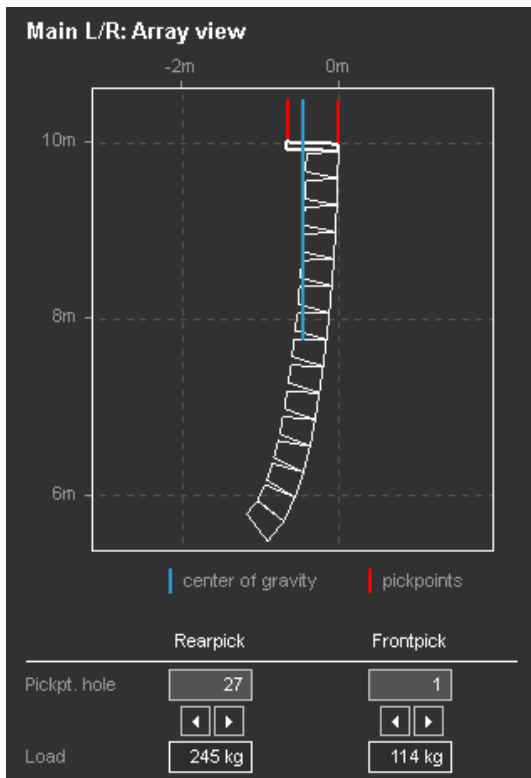 Main L/R: Array view
-2m 0m
10m
8m
6m
center of gravity pickpoints
Rearpick Frontpick
Pickpt. hole 27 1
Load 245 kg 114 kg